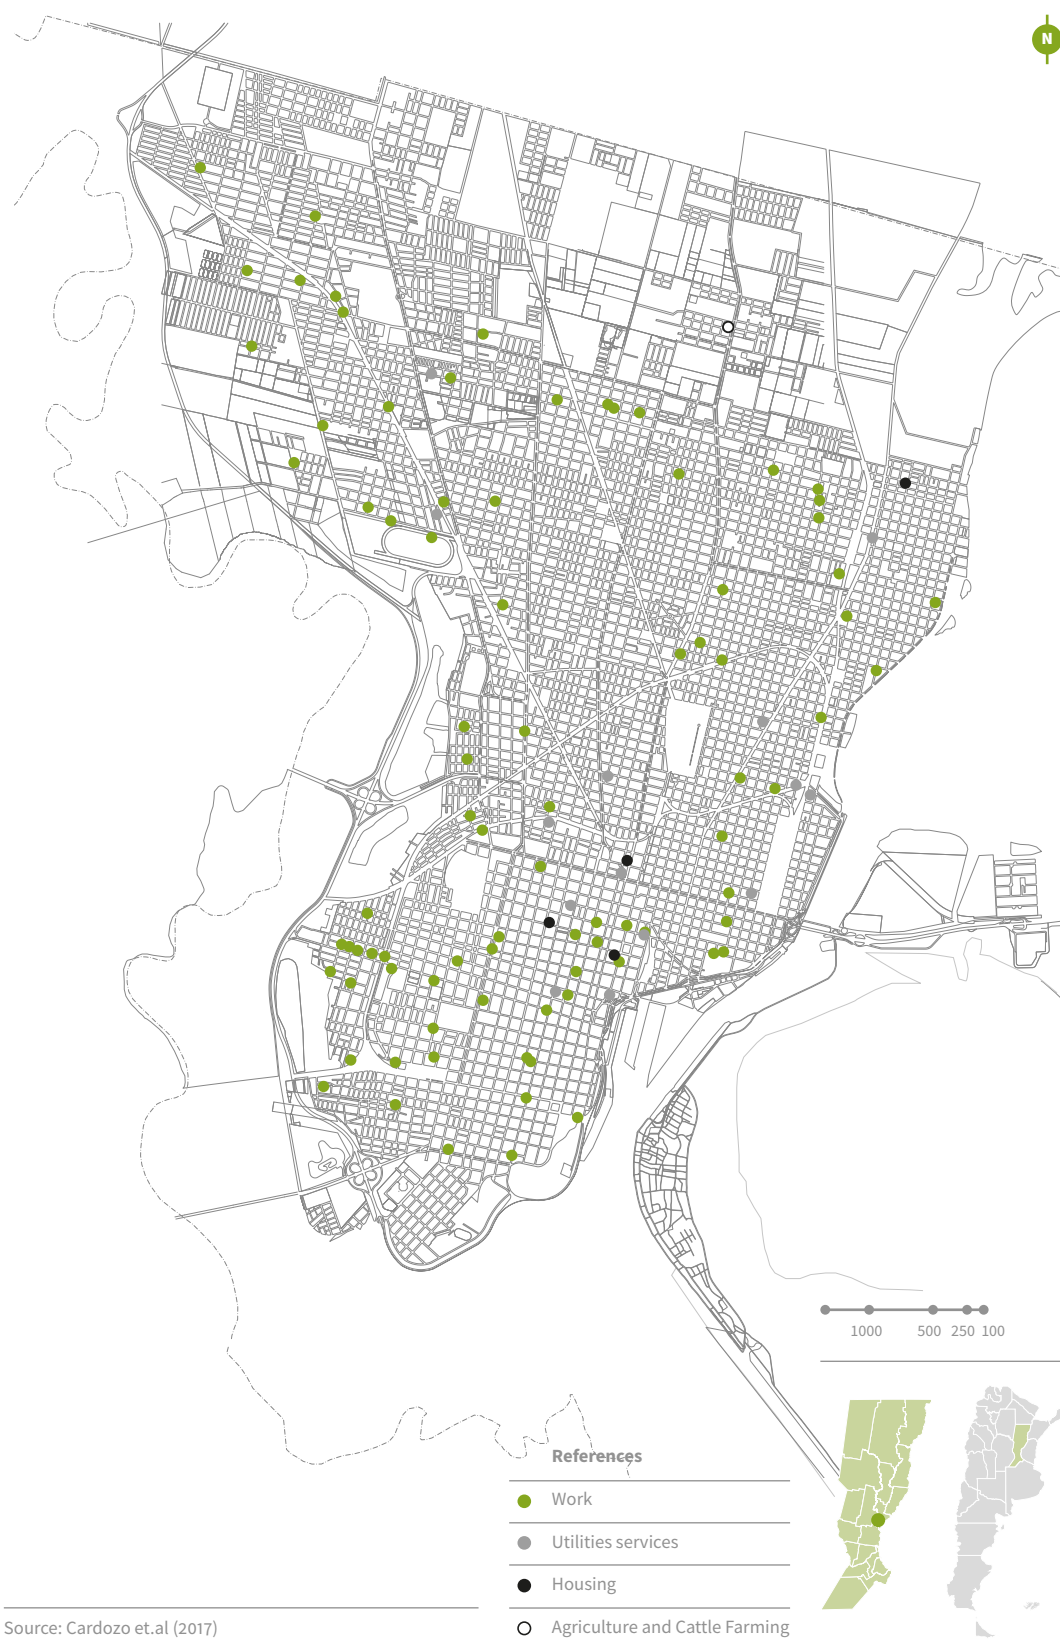 N
1000 500 250 100
References
Work
Utilities services
Housing
Agriculture and Cattle Farming
Source: Cardozo et.al (2017)